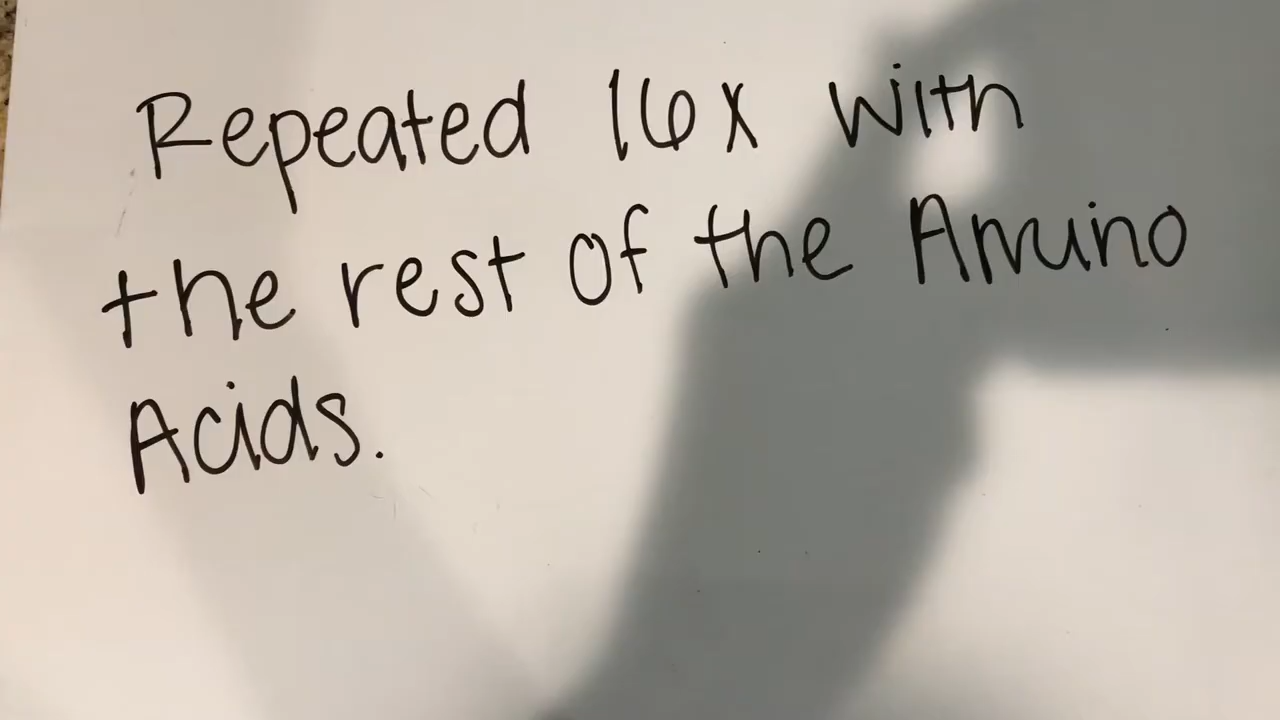 Repeated 16x with
the rest of the Amino
Acids.